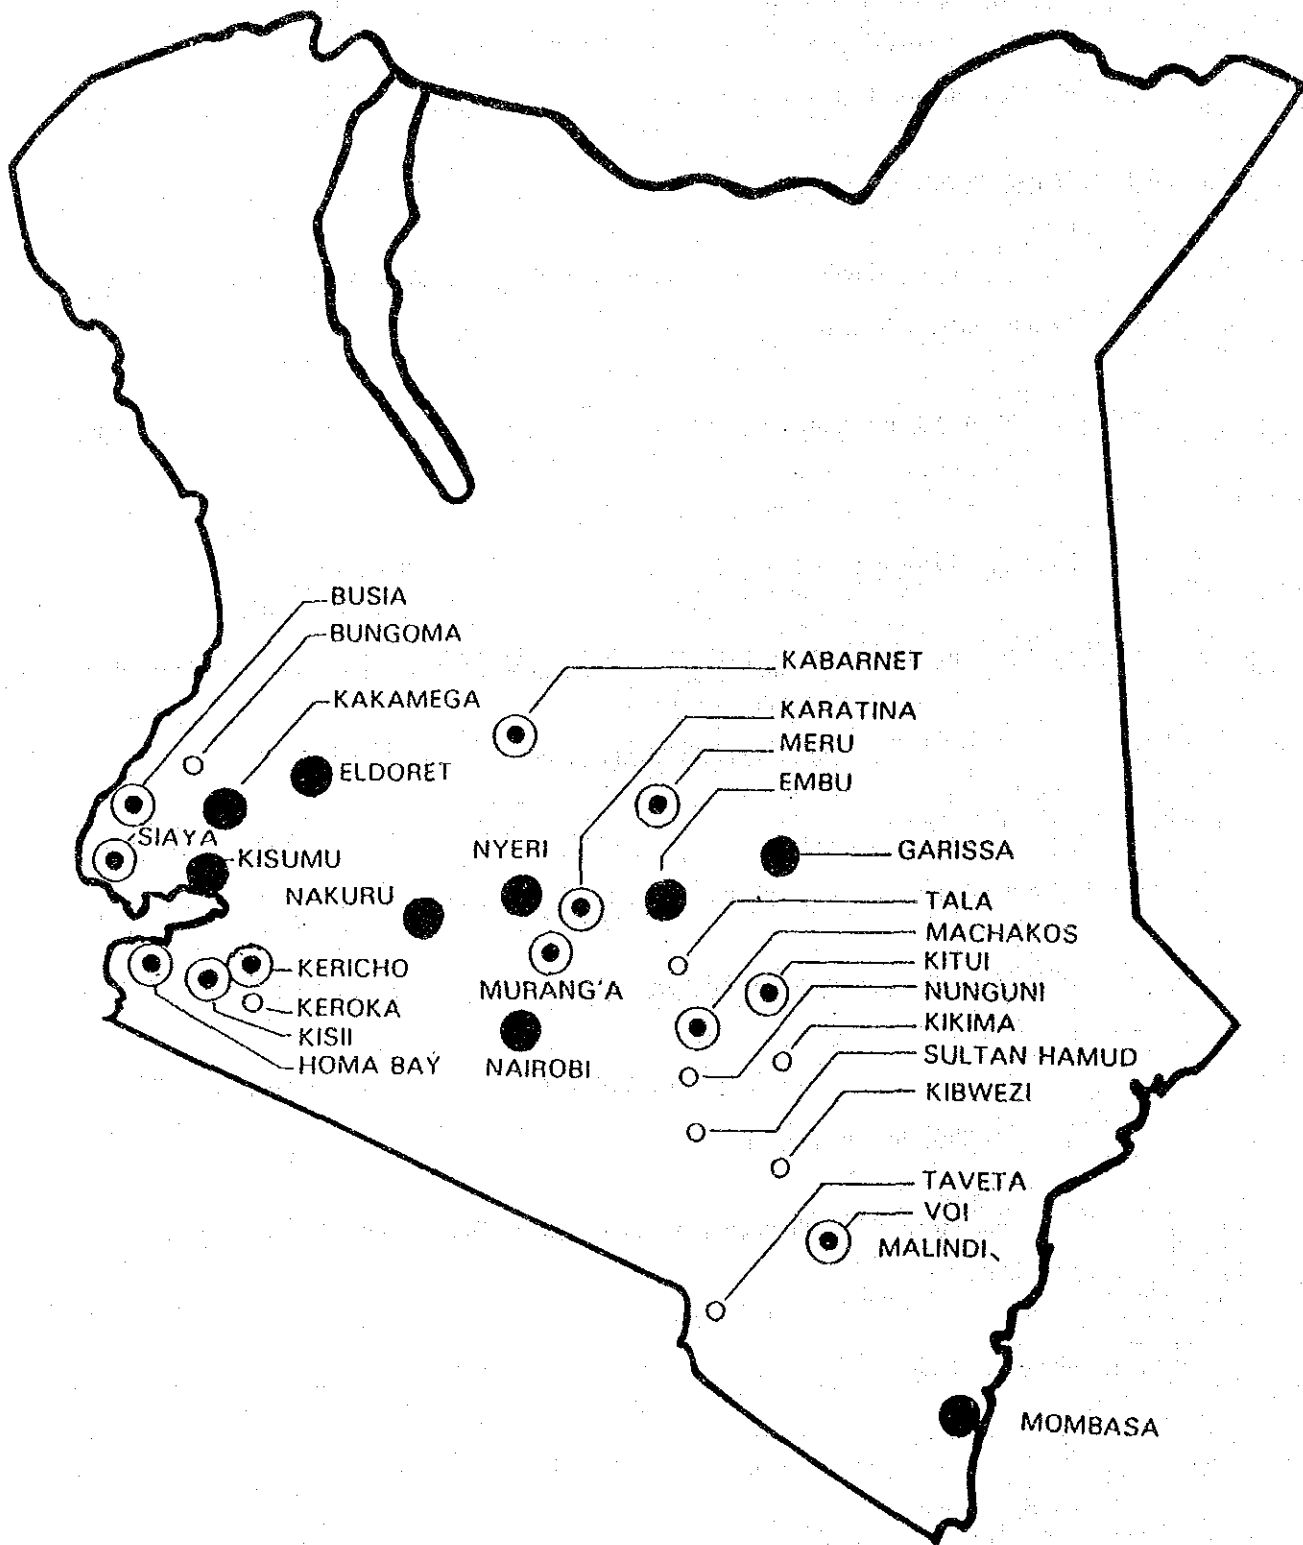 BUSIA
BUNGOMA
KAKAMEGA
ELDORET
SIAYA
KISUMU
NAKURU
NYERI
KABARNET
KARATINA
MERU
EMBU
GARISSA
TALA
MACHAKOS
KITUI
NUNGUNI
KIKIMA
SULTAN HAMUD
KIBWEZI
KERICHO
KEROKA
KISII
HOMA BAY
MURANG'A
NAIROBI
TAVETA
VOI
MALINDI
MOMBASA